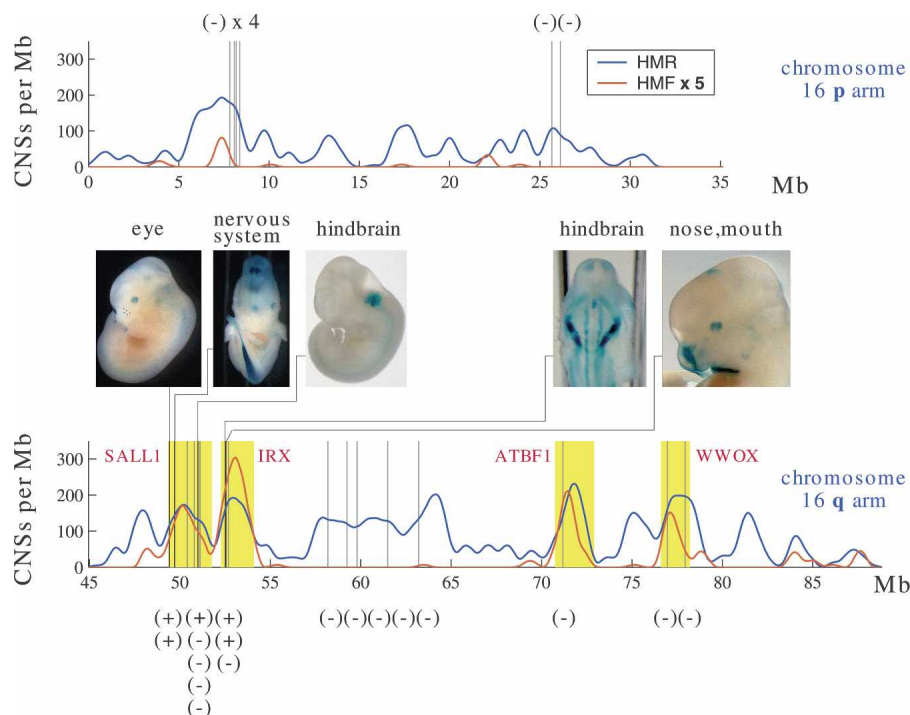 (-) x 4
(-)(-)
CNSs per Mb
300
200
100
0
HMR
HMF x 5
chromosome
16 p arm
0 5 10 15 20 25 30 35
Mb
eye
nervous
system
hindbrain
hindbrain
nose,mouth
CNSs per Mb
300
200
100
0
SALL1
IRX
ATBF1
WWOX
chromosome
16 q arm
45 50 55 60 65 70 75 80 85
Mb
(+)(+)(+) (-)(-)(-)(-)(-) (-) (-)(-)
(+)(-)(+)
(-)(-)
(-)
(-)